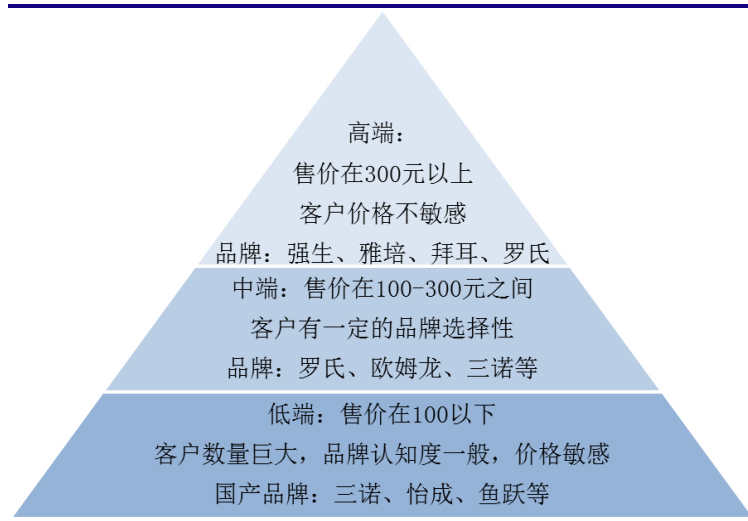 高端：
售价在300元以上
客户价格不敏感
品牌：强生、雅培、拜耳、罗氏
中端：售价在100-300元之间
客户有一定的品牌选择性
品牌：罗氏、欧姆龙、三诺等
低端：售价在100以下
客户数量巨大，品牌认知度一般，价格敏感
国产品牌：三诺、怡成、鱼跃等